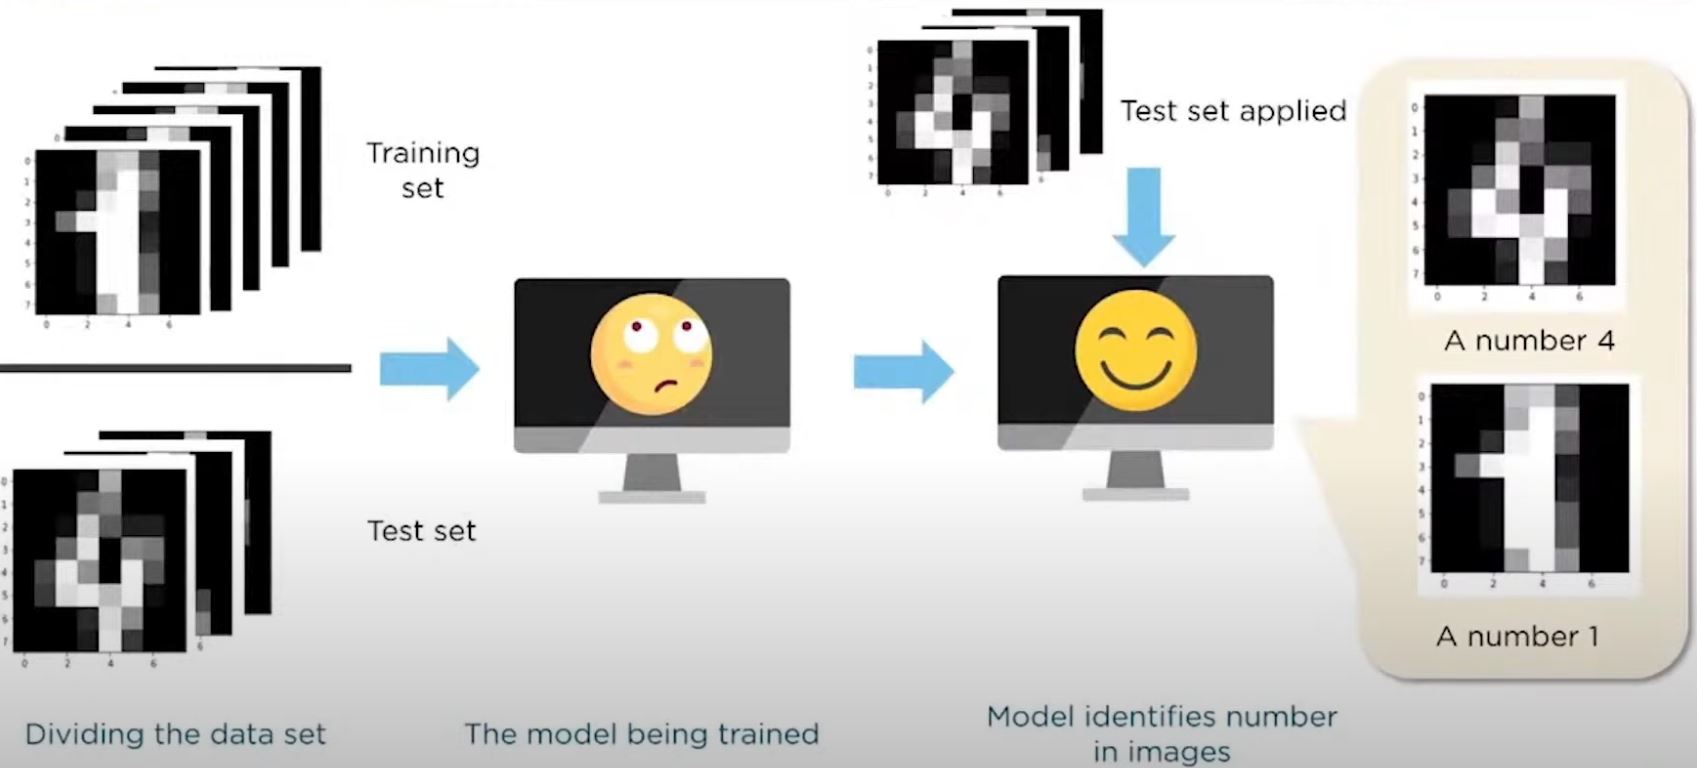 Training
set
Test set applied
A number 4
A number 1
Test set
Dividing the data set
The model being trained
Model identifies number
in images